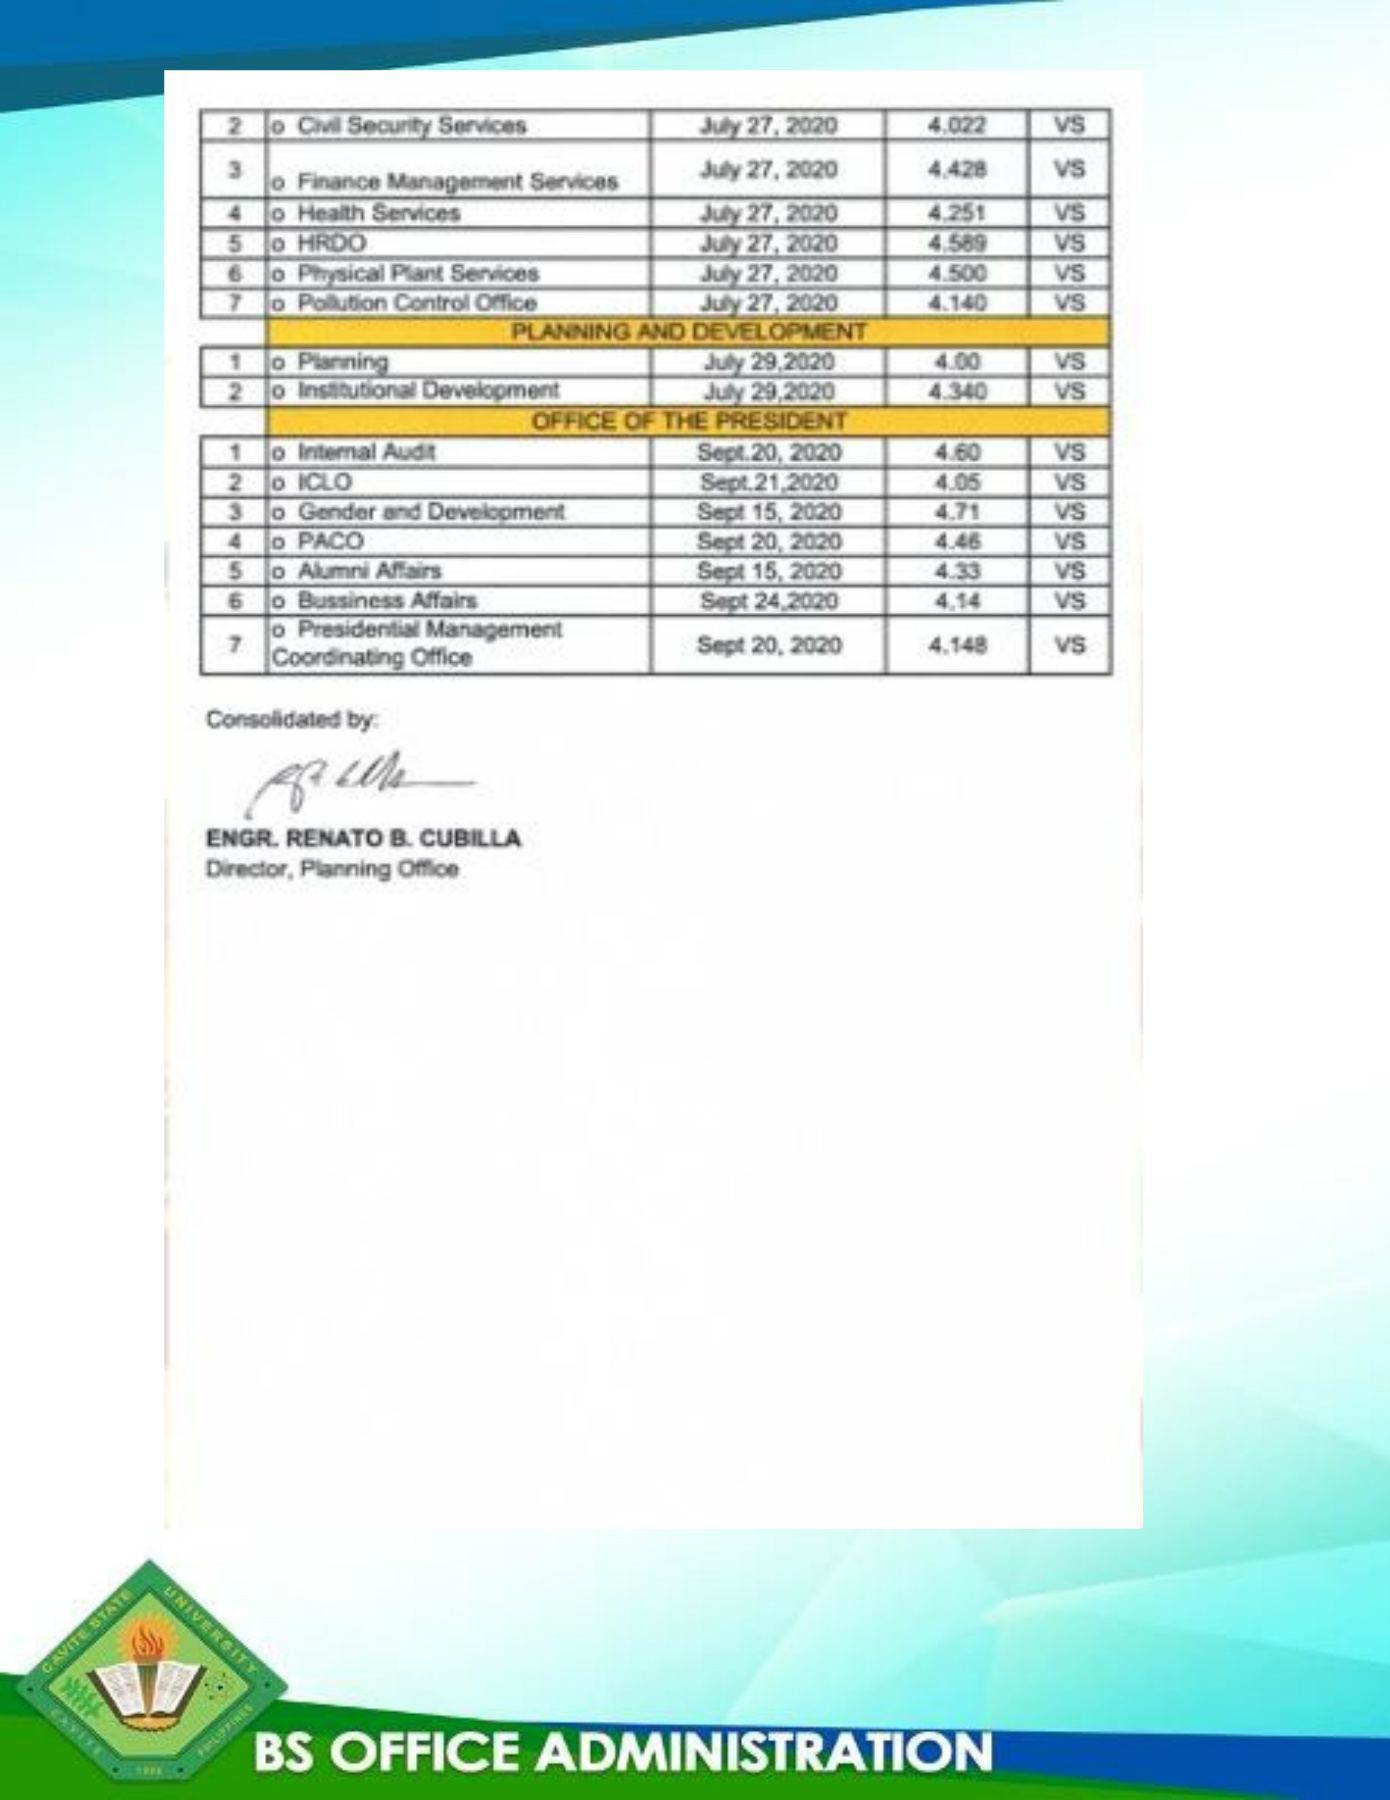 2 o Civil Security Services July 27, 2020 4.022 VS
3 o Finance Management Services July 27, 2020 4.428 VS
4 o Health Services July 27, 2020 4.251 VS
5 o HRDO July 27, 2020 4.589 VS
6 o Physical Plant Services July 27, 2020 4.500 VS
7 o Pollution Control Office July 27, 2020 4.140 VS
PLANNING AND DEVELOPMENT
1 o Planning July 29,2020 4.00 VS
2 o Institutional Development July 29,2020 4.340 VS
OFFICE OF THE PRESIDENT
1 o Internal Audit Sept.20, 2020 4.60 VS
2 o ICLO Sept.21,2020 4.05 VS
3 o Gender and Development Sept 15, 2020 4.71 VS
4 o PACO Sept 20, 2020 4.46 VS
5 o Alumni Affairs Sept 15, 2020 4.33 VS
6 o Bussiness Affairs Sept 24,2020 4.14 VS
7 o Presidential Management
Coordinating Office Sept 20, 2020 4.148 VS
Consolidated by:
ENGR. RENATO B. CUBILLA
Director, Planning Office
CAVITE STATE UNIVERSITY
CAVITE PHILIPPINES
BS OFFICE ADMINISTRATION